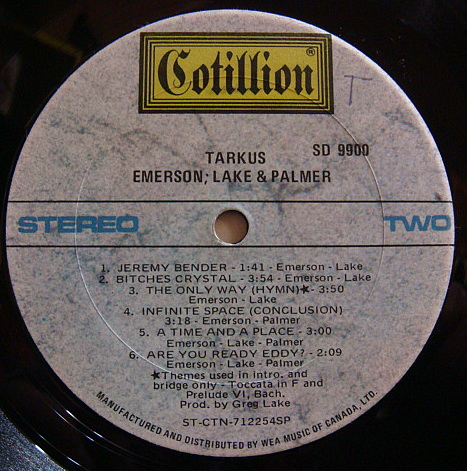 Cotillion®
T
TARKUS
SD 9900
EMERSON; LAKE & PALMER
STEREO
TWO
1. JEREMY BENDER - 1:41 - Emerson - Lake
2. BITCHES CRYSTAL - 3:54 - Emerson - Lake
3. THE ONLY WAY (HYMN)★- 3:50
Emerson - Lake
4. INFINITE SPACE (CONCLUSION)
3:18 - Emerson - Palmer
5. A TIME AND A PLACE - 3:00
Emerson - Lake - Palmer
6. ARE YOU READY EDDY? - 2:09
Emerson - Lake - Palmer
★Themes used in intro. and
bridge only - Toccata in F and
Prelude VI, Bach.
Prod. by Greg Lake
ST-CTN-712254SP
MANUFACTURED AND DISTRIBUTED BY WEA MUSIC OF CANADA, LTD.